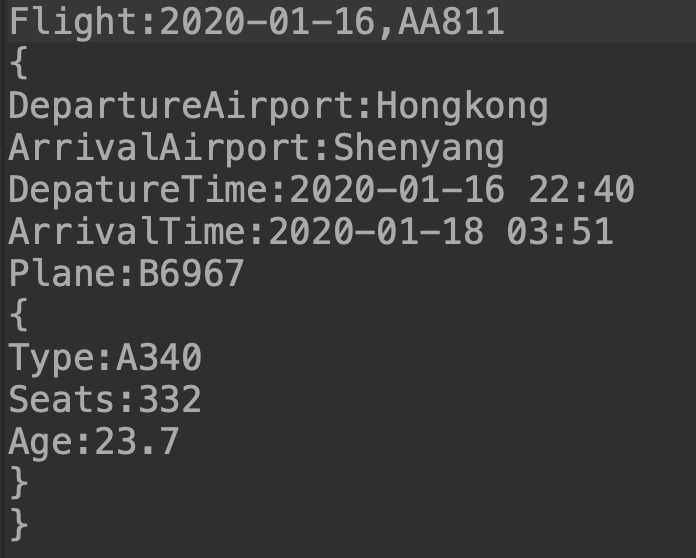 Flight:2020-01-16,AA811
{
DepartureAirport:Hongkong
ArrivalAirport:Shenyang
DepatureTime:2020-01-16 22:40
ArrivalTime:2020-01-18 03:51
Plane:B6967
{
Type:A340
Seats:332
Age:23.7
}
}